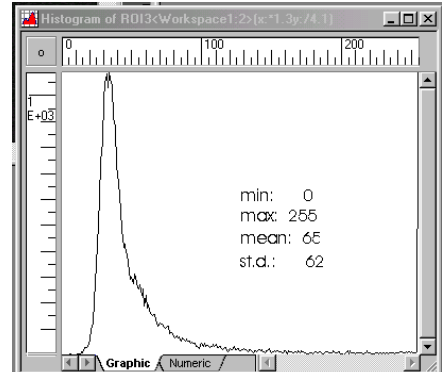 Histogram of ROI3<Workspace1:2>(x:*1.3y:/4.1)
o
0 100 200
1
E+03
min: 0
max: 255
mean: 65
st.d.: 62
Graphic Numeric